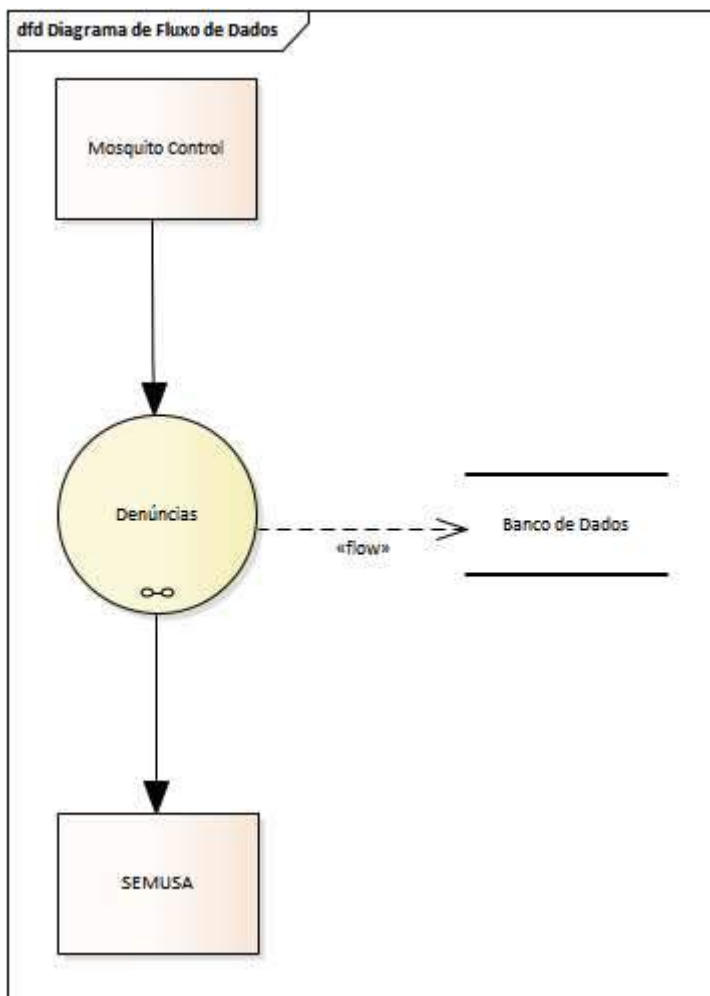 dfd Diagrama de Fluxo de Dados
Mosquito Control
Denúncias
«flow»
Banco de Dados
SEMUSA